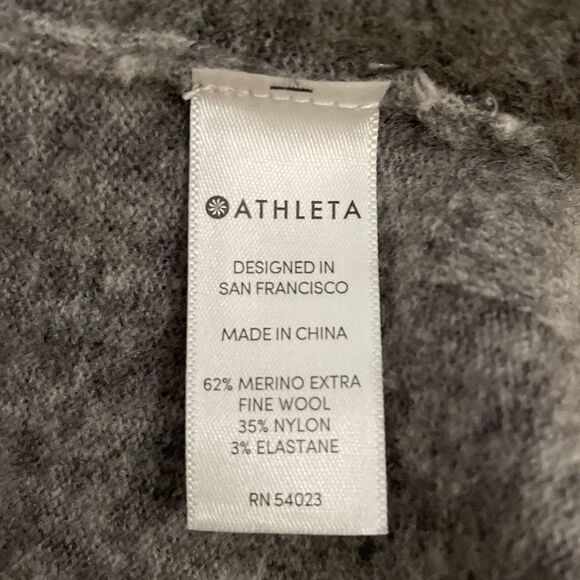 ATHLETA
DESIGNED IN
SAN FRANCISCO
MADE IN CHINA
62% MERINO EXTRA
FINE WOOL
35% NYLON
3% ELASTANE
RN 54023